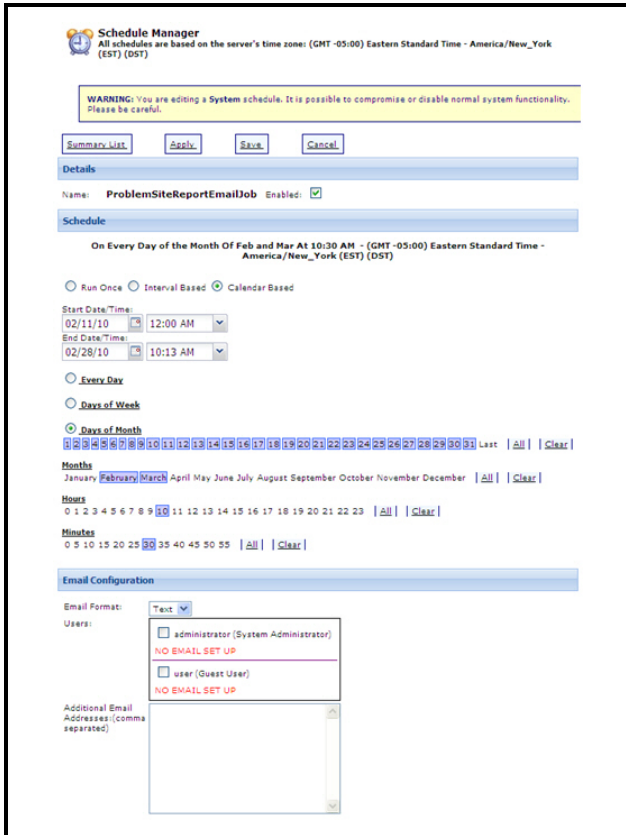 Schedule Manager
All schedules are based on the server's time zone: (GMT -05:00) Eastern Standard Time - America/New_York
(EST) (DST)
WARNING: You are editing a System schedule. It is possible to compromise or disable normal system functionality.
Please be careful.
Summary List Apply Save Cancel
Details
Name: ProblemSiteReportEmailJob Enabled:
Schedule
On Every Day of the Month Of Feb and Mar At 10:30 AM - (GMT -05:00) Eastern Standard Time -
America/New_York (EST) (DST)
Run Once Interval Based Calendar Based
Start Date/Time:
02/11/10 12:00 AM
End Date/Time:
02/28/10 10:13 AM
Every Day
Days of Week
Days of Month
1 2 3 4 5 6 7 8 9 10 11 12 13 14 15 16 17 18 19 20 21 22 23 24 25 26 27 28 29 30 31 Last | All | | Clear |
Months
January February March April May June July August September October November December | All | | Clear |
Hours
0 1 2 3 4 5 6 7 8 9 10 11 12 13 14 15 16 17 18 19 20 21 22 23 | All | | Clear |
Minutes
0 5 10 15 20 25 30 35 40 45 50 55 | All | | Clear |
Email Configuration
Email Format: Text
Users:
administrator (System Administrator)
NO EMAIL SET UP
user (Guest User)
NO EMAIL SET UP
Additional Email
Addresses:(comma
separated)